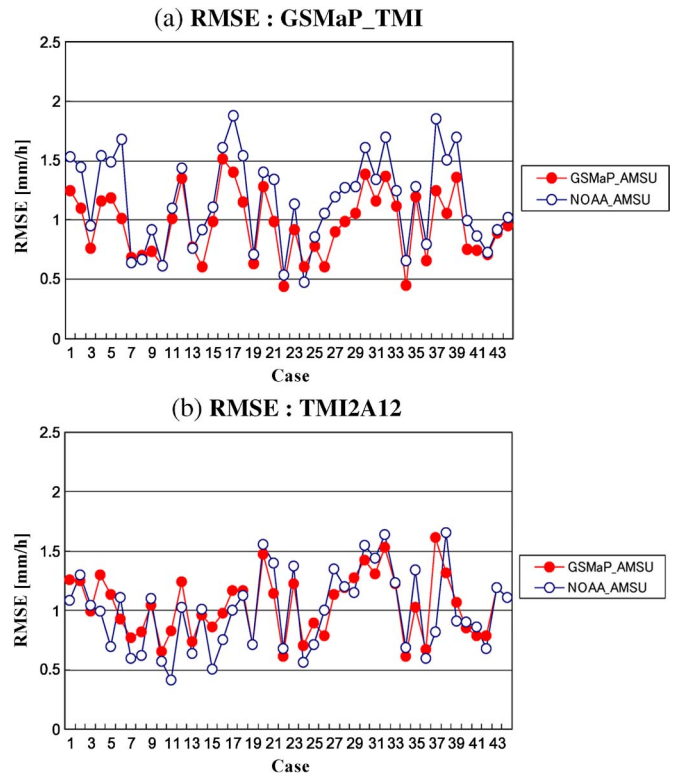 (a) RMSE : GSMaP_TMI
2.5
2
1.5
1
0.5
0
RMSE [mm/h]
1 3 5 7 9 11 13 15 17 19 21 23 25 27 29 31 33 35 37 39 41 43
Case
GSMaP_AMSU
NOAA_AMSU
(b) RMSE : TMI2A12
2.5
2
1.5
1
0.5
0
RMSE [mm/h]
1 3 5 7 9 11 13 15 17 19 21 23 25 27 29 31 33 35 37 39 41 43
Case
GSMaP_AMSU
NOAA_AMSU